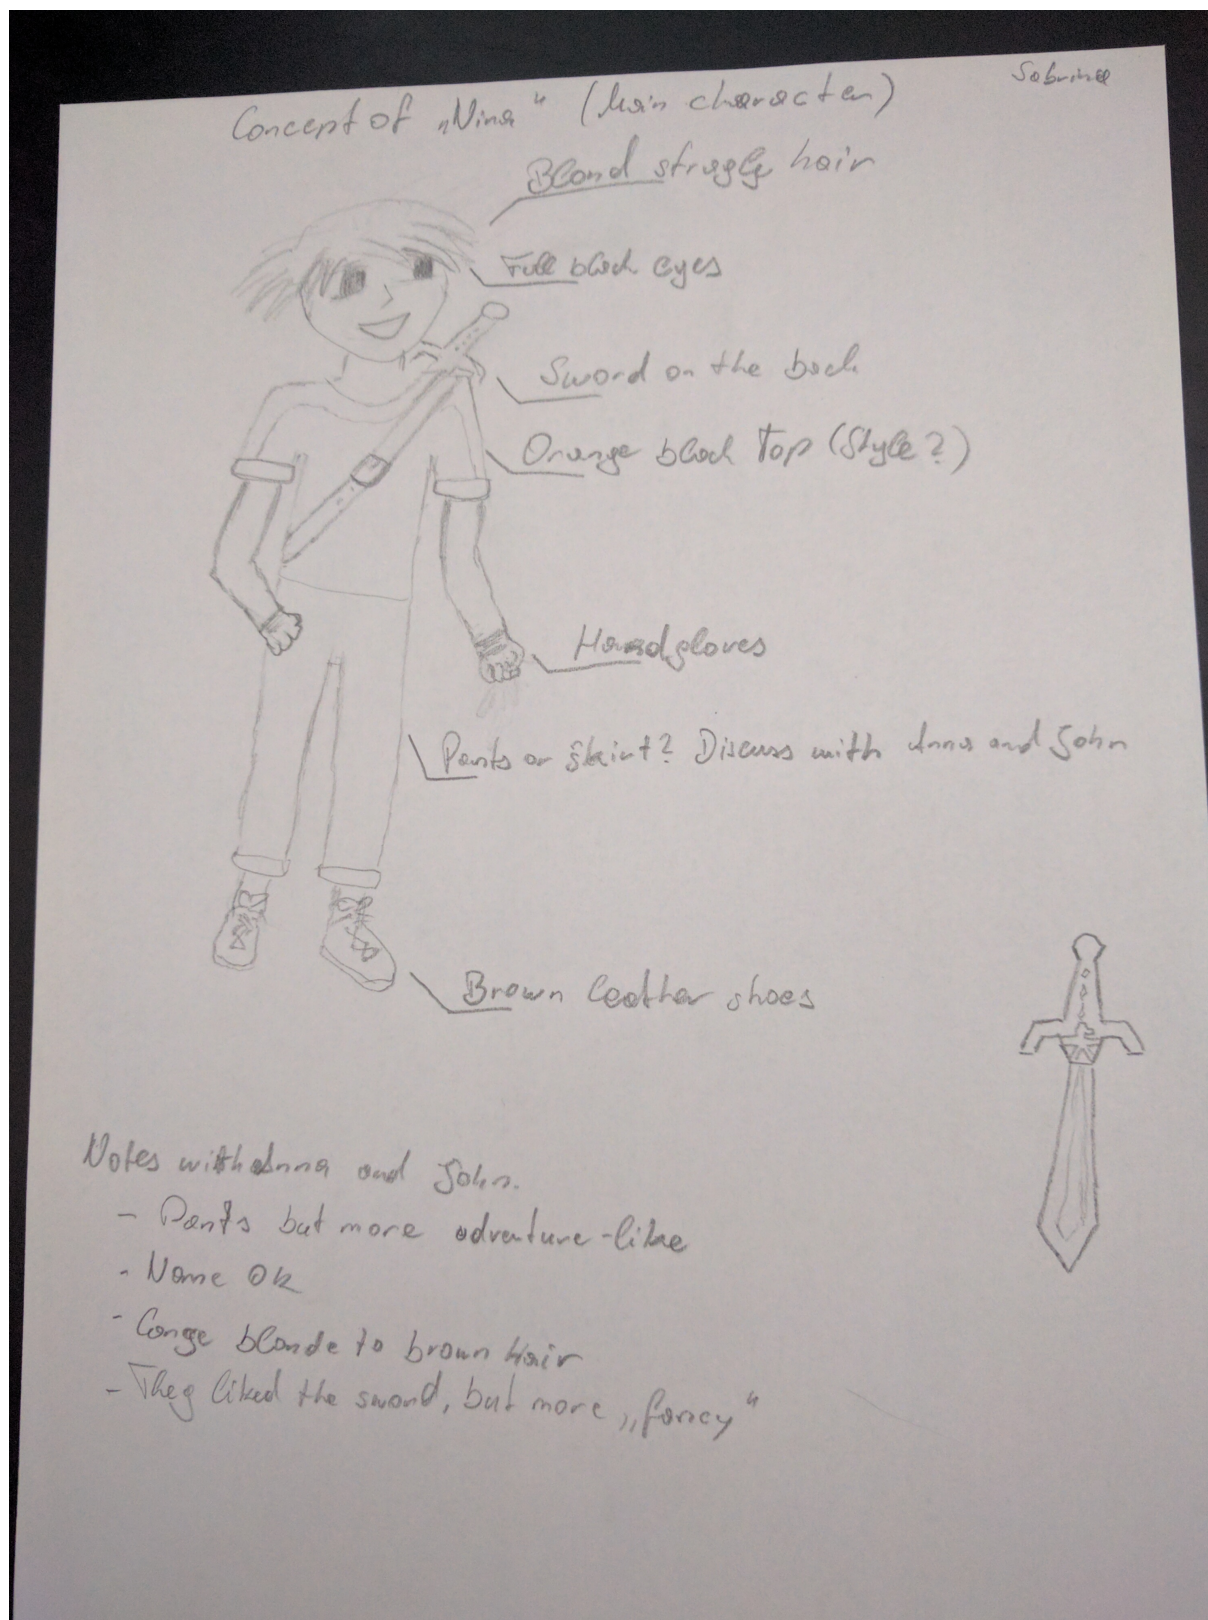 Sabrina
Concept of „Nina“ (Main character)
Blond strugly hair
Full black eyes
Sword on the back
Orange black Top (Style?)
Handgloves
Pants or skirt? Discuss with Anna and John
Brown leather shoes
Notes with Anna and John.
- Pants but more adventure-like
- Name OK
- Cange blonde to brown hair
- They liked the sword, but more „fancy“